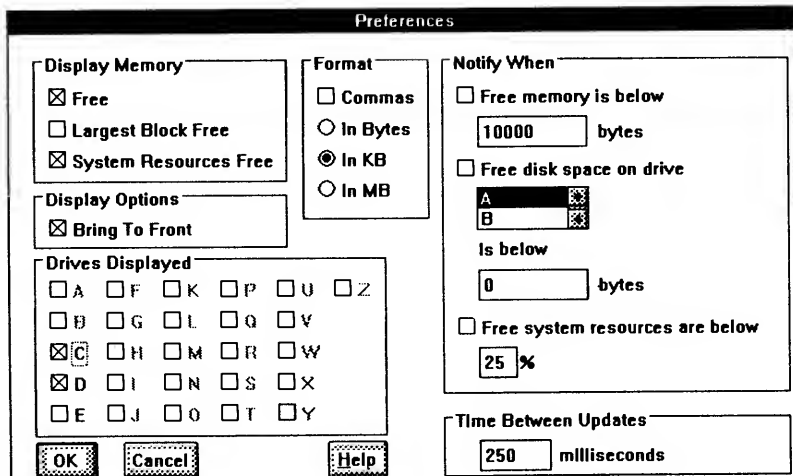 Preferences
Display Memory
Free
Largest Block Free
System Resources Free
Display Options
Bring To Front
Format
Commas
In Bytes
In KB
In MB
Drives Displayed
A F K P U Z
B G L Q V
C H M R W
D I N S X
E J O T Y
OK Cancel Help
Notify When
Free memory is below
10000 bytes
Free disk space on drive
A
B
Is below
0 bytes
Free system resources are below
25 %
Time Between Updates
250 milliseconds